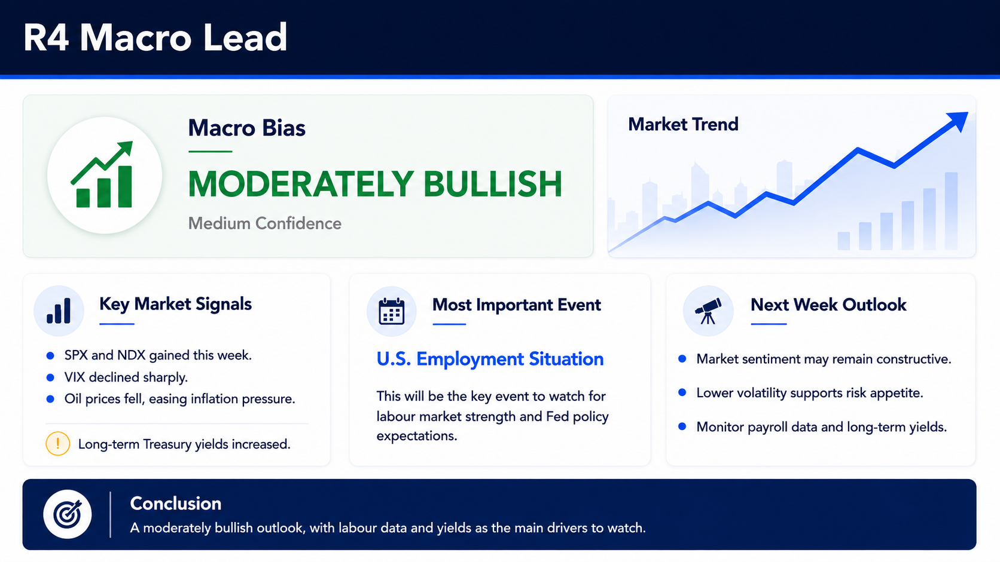 R4 Macro Lead
Macro Bias
MODERATELY BULLISH
Medium Confidence
Market Trend
Key Market Signals
SPX and NDX gained this week.
VIX declined sharply.
Oil prices fell, easing inflation pressure.
! Long-term Treasury yields increased.
Most Important Event
U.S. Employment Situation
This will be the key event to watch for
labour market strength and Fed policy
expectations.
Next Week Outlook
Market sentiment may remain constructive.
Lower volatility supports risk appetite.
Monitor payroll data and long-term yields.
Conclusion
A moderately bullish outlook, with labour data and yields as the main drivers to watch.